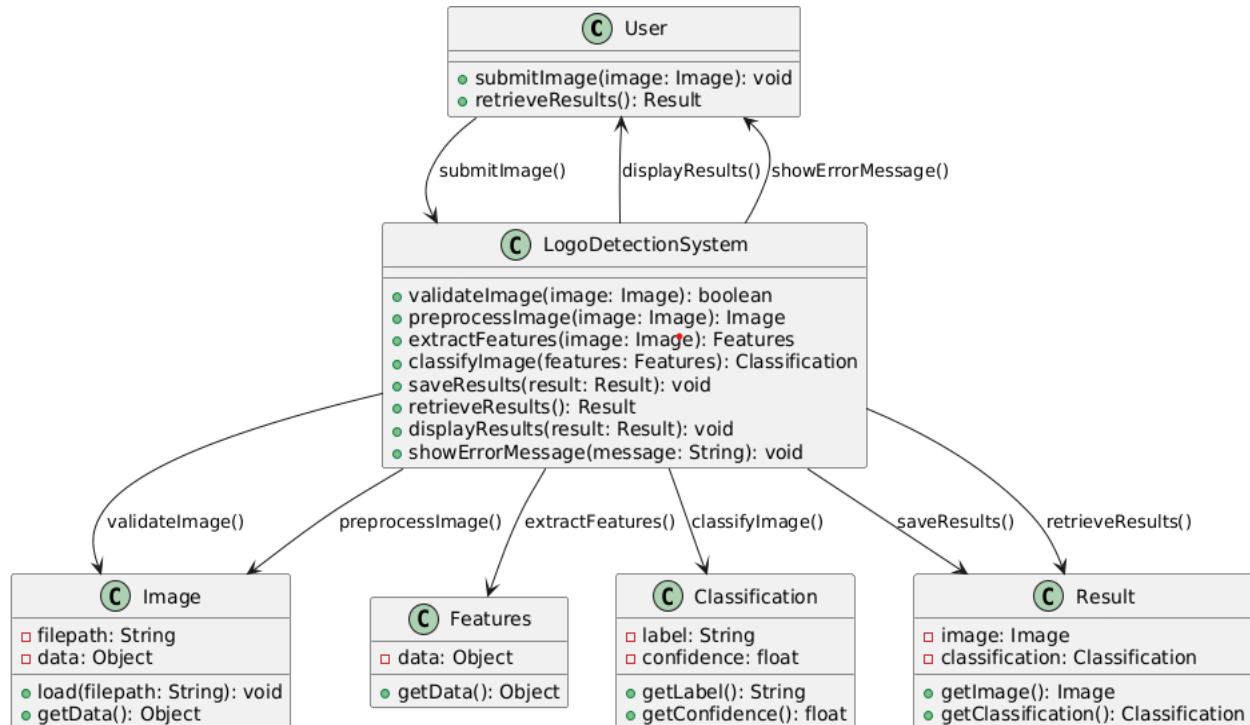 C User
submitImage(image: Image): void
retrieveResults(): Result
submitImage()
displayResults()
showErrorMessage()
C LogoDetectionSystem
validateImage(image: Image): boolean
preprocessImage(image: Image): Image
extractFeatures(image: Image): Features
classifyImage(features: Features): Classification
saveResults(result: Result): void
retrieveResults(): Result
displayResults(result: Result): void
showErrorMessage(message: String): void
validateImage()
preprocessImage()
extractFeatures()
classifyImage()
saveResults()
retrieveResults()
C Image
filepath: String
data: Object
load(filepath: String): void
getData(): Object
C Features
data: Object
getData(): Object
C Classification
label: String
confidence: float
getLabel(): String
getConfidence(): float
C Result
image: Image
classification: Classification
getImage(): Image
getClassification(): Classification